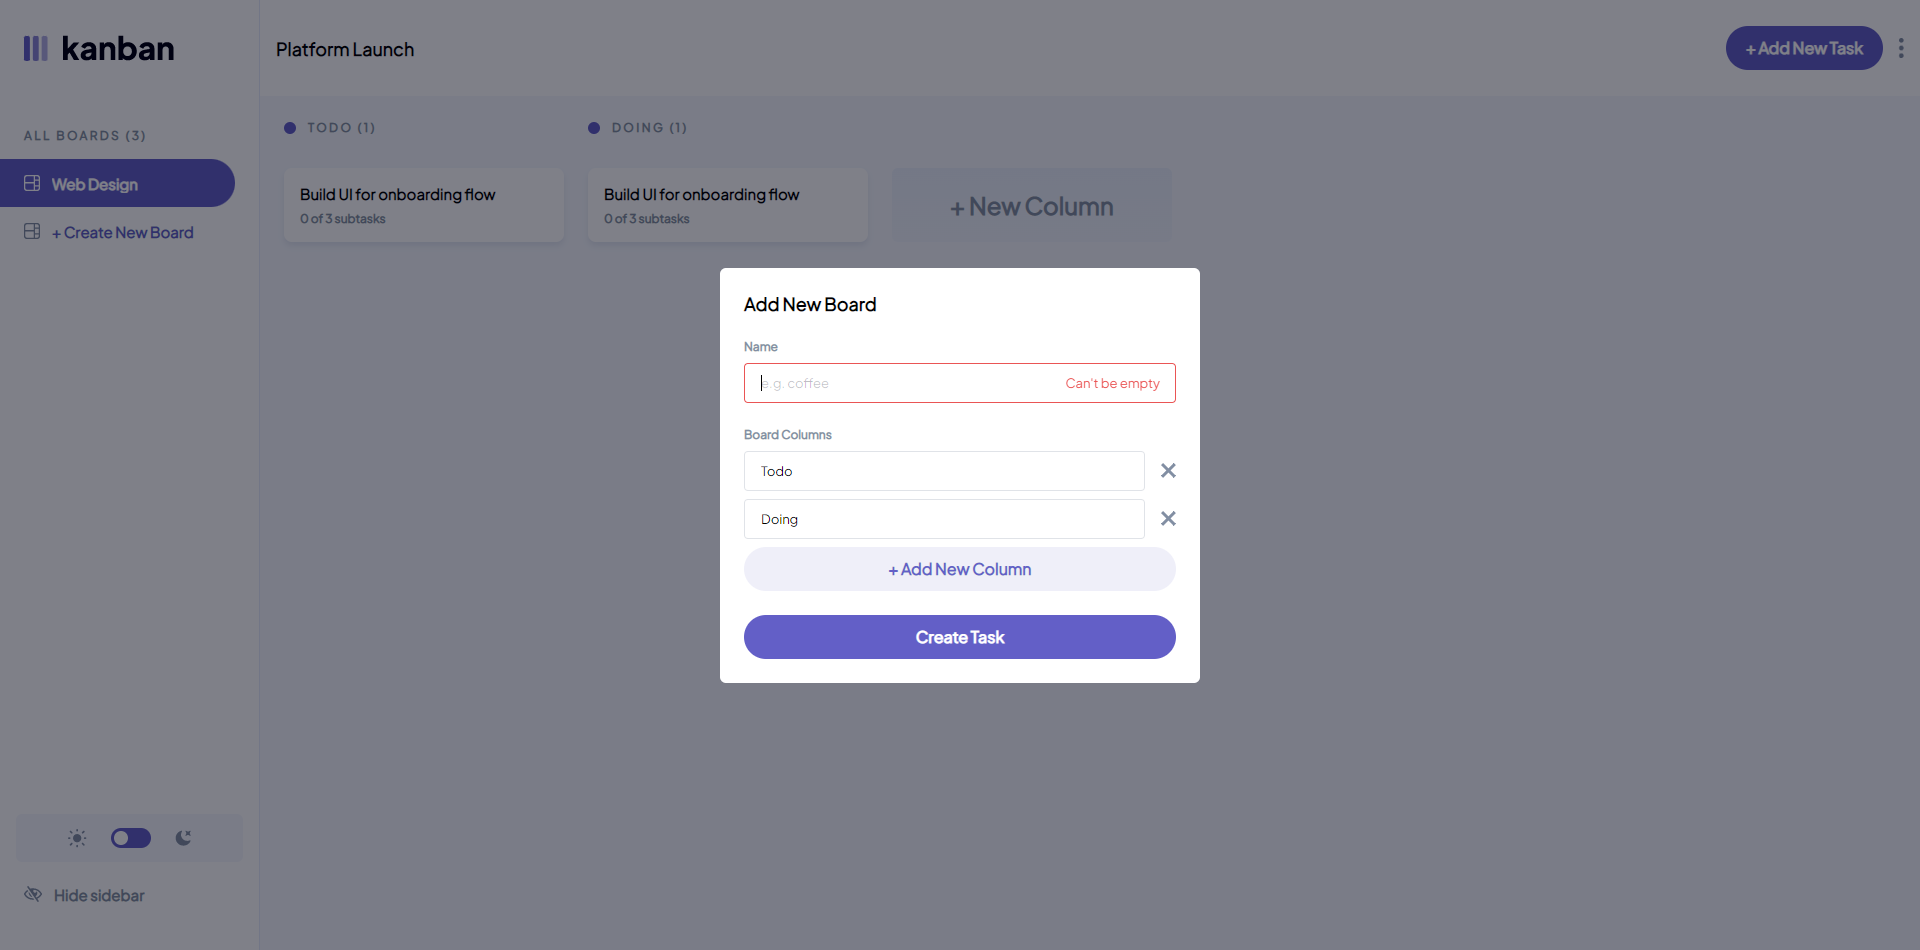 kanban
Platform Launch
+ Add New Task
ALL BOARDS (3)
Web Design
+ Create New Board
TODO (1)
Build UI for onboarding flow
0 of 3 subtasks
DOING (1)
Build UI for onboarding flow
0 of 3 subtasks
+ New Column
Add New Board
Name
e.g. coffee
Can't be empty
Board Columns
Todo
Doing
+ Add New Column
Create Task
Hide sidebar